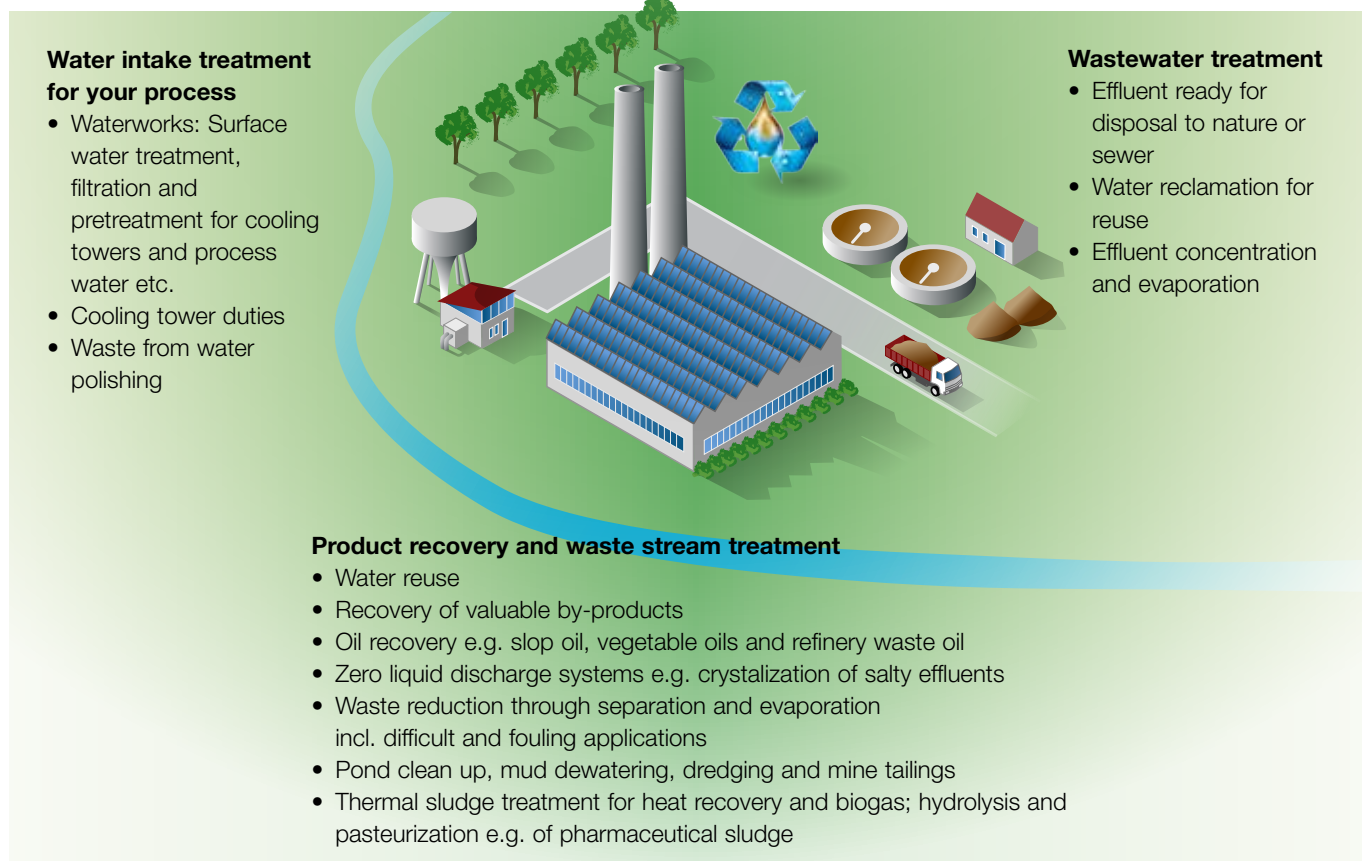 Water intake treatment
for your process
• Waterworks: Surface
water treatment,
filtration and
pretreatment for cooling
towers and process
water etc.
• Cooling tower duties
• Waste from water
polishing
Wastewater treatment
• Effluent ready for
disposal to nature or
sewer
• Water reclamation for
reuse
• Effluent concentration
and evaporation
Product recovery and waste stream treatment
• Water reuse
• Recovery of valuable by-products
• Oil recovery e.g. slop oil, vegetable oils and refinery waste oil
• Zero liquid discharge systems e.g. crystalization of salty effluents
• Waste reduction through separation and evaporation
incl. difficult and fouling applications
• Pond clean up, mud dewatering, dredging and mine tailings
• Thermal sludge treatment for heat recovery and biogas; hydrolysis and
pasteurization e.g. of pharmaceutical sludge